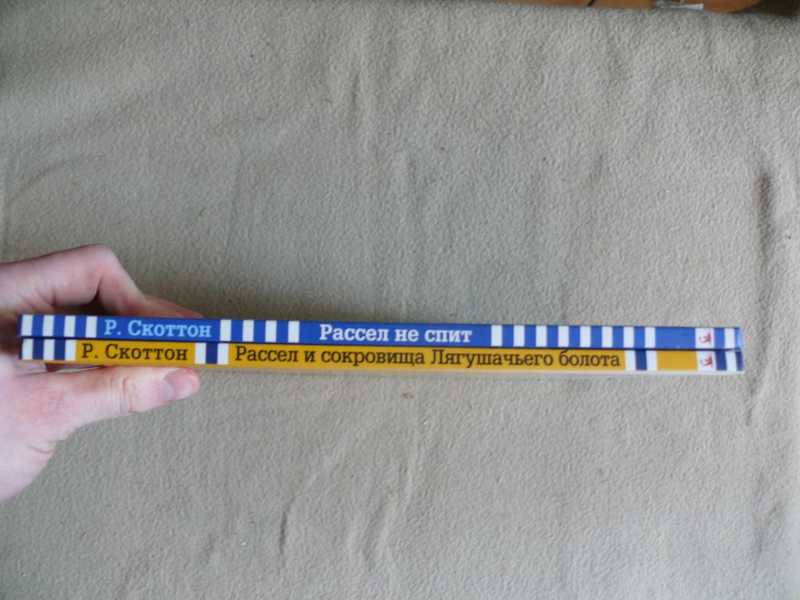 Р. Скоттон Рассел не спит
Р. Скоттон Рассел и сокровища Лягушачьего болота